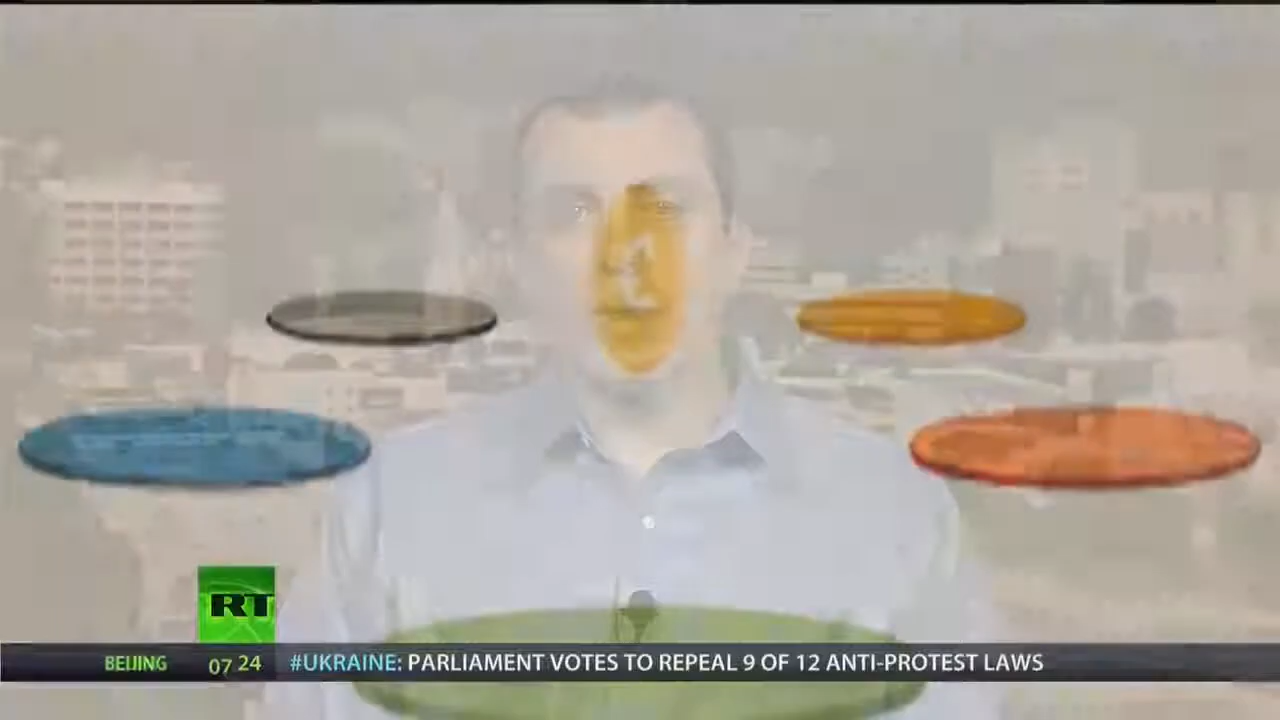 RT
BEIJING 07 24 #UKRAINE: PARLIAMENT VOTES TO REPEAL 9 OF 12 ANTI-PROTEST LAWS